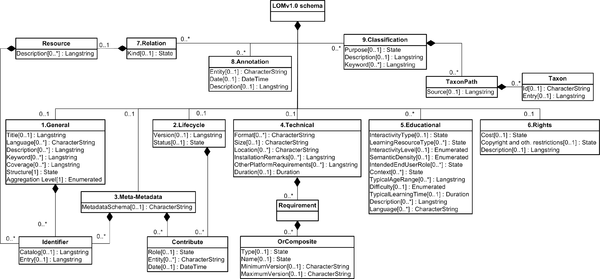 LOMv1.0 schema
Resource
Description[0..*] : Langstring
0..1
7.Relation
Kind[0..1] : State
0..*
0..*
8.Annotation
Entity[0..1] : CharacterString
Date[0..1] : DateTime
Description[0..1] : Langstring
0..*
9.Classification
Purpose[0..1] : State
Description[0..1] : Langstring
Keyword[0..*] : Langstring
0..*
TaxonPath
Source[0..1] : Langstring
0..*
Taxon
Id[0..1] : CharacterString
Entry[0..1] : Langstring
0..1
1.General
Title[0..1] : Langstring
Language[0..*] : CharacterString
Description[0..*] : Langstring
Keyword[0..*] : Langstring
Coverage[0..*] : Langstring
Structure[1] : State
Aggregation Level[1] : Enumerated
0..1
2.Lifecycle
Version[0..1] : Langstring
Status[0..1] : State
0..1
4.Technical
Format[0..*] : CharacterString
Size[0..1] : CharacterString
Location[0..*] : CharacterString
InstallationRemarks[0..*] : Langstring
OtherPlatformRequirements[0..*] : Langstring
Duration[0..1] : Duration
0..*
5.Educational
InteractivityType[0..*] : State
LearningResourceType[0..*] : State
InteractivityLevel[0..1] : Enumerated
SemanticDensity[0..1] : Enumerated
IntendedEndUserRole[0..*] : State
Context[0..*] : State
TypicalAgeRange[0..*] : Langstring
Difficulty[0..1] : Enumerated
TypicalLearningTime[0..1] : Duration
Description[0..*] : Langstring
Language[0..*] : CharacterString
0..1
6.Rights
Cost[0..1] : State
Copyright and oth. restrictions[0..1] : State
Description[0..1] : Langstring
0..1
3.Meta-Metadata
MetadataSchema[0..1] : CharacterString
0..*
Requirement
0..*
0..*
Identifier
Catalog[0..1] : Langstring
Entry[0..1] : Langstring
0..*
0..*
0..*
Contribute
Role[0..1] : State
Entity[0..*] : CharacterString
Date[0..1] : DateTime
0..*
OrComposite
Type[0..1] : State
Name[0..1] : State
MinimumVersion[0..1] : CharacterString
MaximumVersion[0..1] : CharacterString